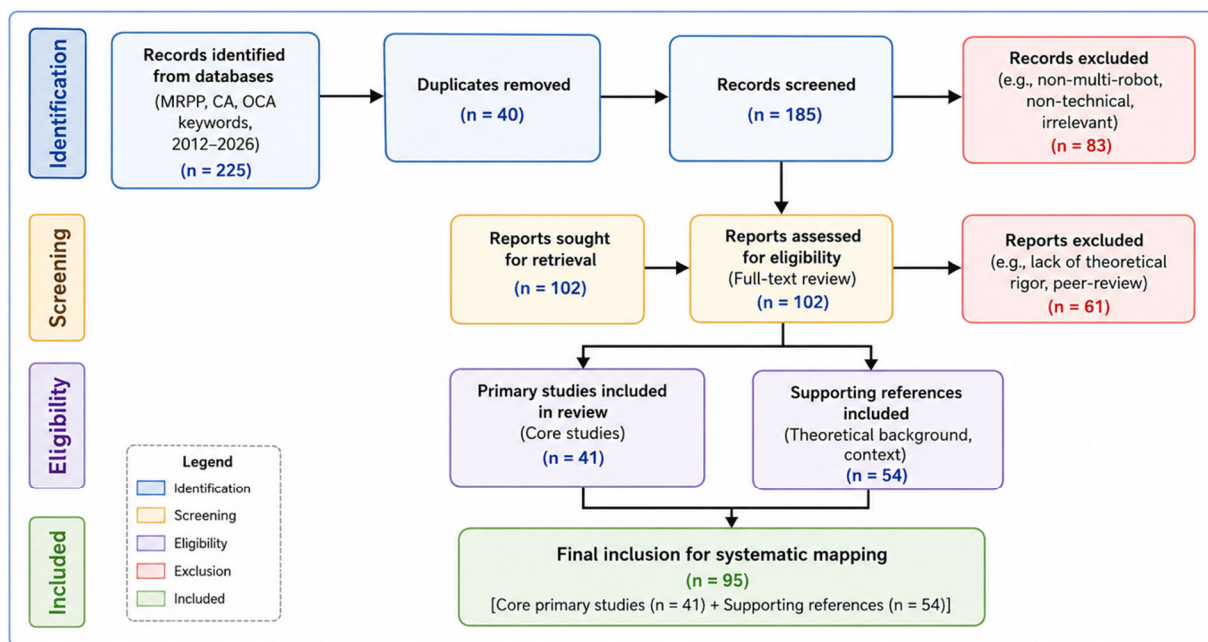 Identification
Records identified
from databases
(MRPP, CA, OCA
keywords,
2012–2026)
(n = 225)
Duplicates removed
(n = 40)
Records screened
(n = 185)
Records excluded
(e.g., non-multi-robot,
non-technical,
irrelevant)
(n = 83)
Screening
Reports sought
for retrieval
(n = 102)
Reports assessed
for eligibility
(Full-text review)
(n = 102)
Reports excluded
(e.g., lack of theoretical
rigor, peer-review)
(n = 61)
Eligibility
Primary studies included
in review
(Core studies)
(n = 41)
Supporting references
included
(Theoretical background,
context)
(n = 54)
Legend
Identification
Screening
Eligibility
Exclusion
Included
Included
Final inclusion for systematic mapping
(n = 95)
[Core primary studies (n = 41) + Supporting references (n = 54)]